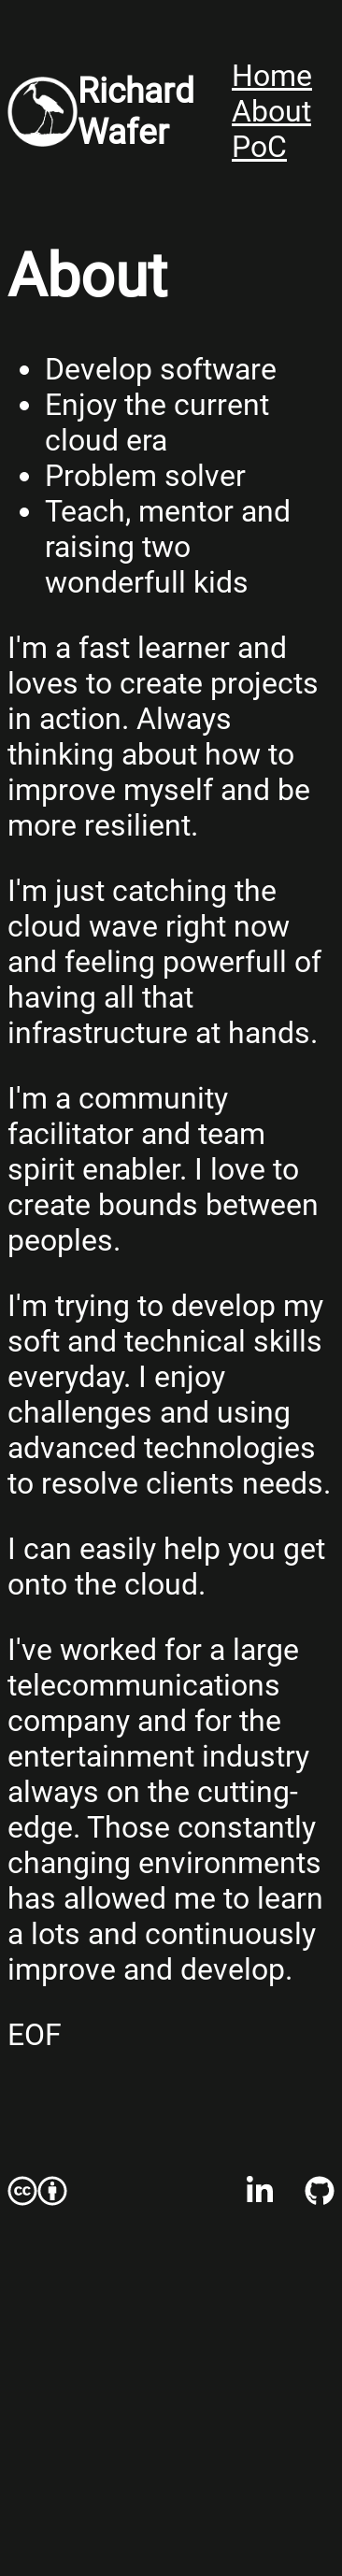 Richard
Wafer
Home
About
PoC
About
• Develop software
• Enjoy the current
cloud era
• Problem solver
• Teach, mentor and
raising two
wonderfull kids
I'm a fast learner and
loves to create projects
in action. Always
thinking about how to
improve myself and be
more resilient.
I'm just catching the
cloud wave right now
and feeling powerfull of
having all that
infrastructure at hands.
I'm a community
facilitator and team
spirit enabler. I love to
create bounds between
peoples.
I'm trying to develop my
soft and technical skills
everyday. I enjoy
challenges and using
advanced technologies
to resolve clients needs.
I can easily help you get
onto the cloud.
I've worked for a large
telecommunications
company and for the
entertainment industry
always on the cutting-
edge. Those constantly
changing environments
has allowed me to learn
a lots and continuously
improve and develop.
EOF
cc
in